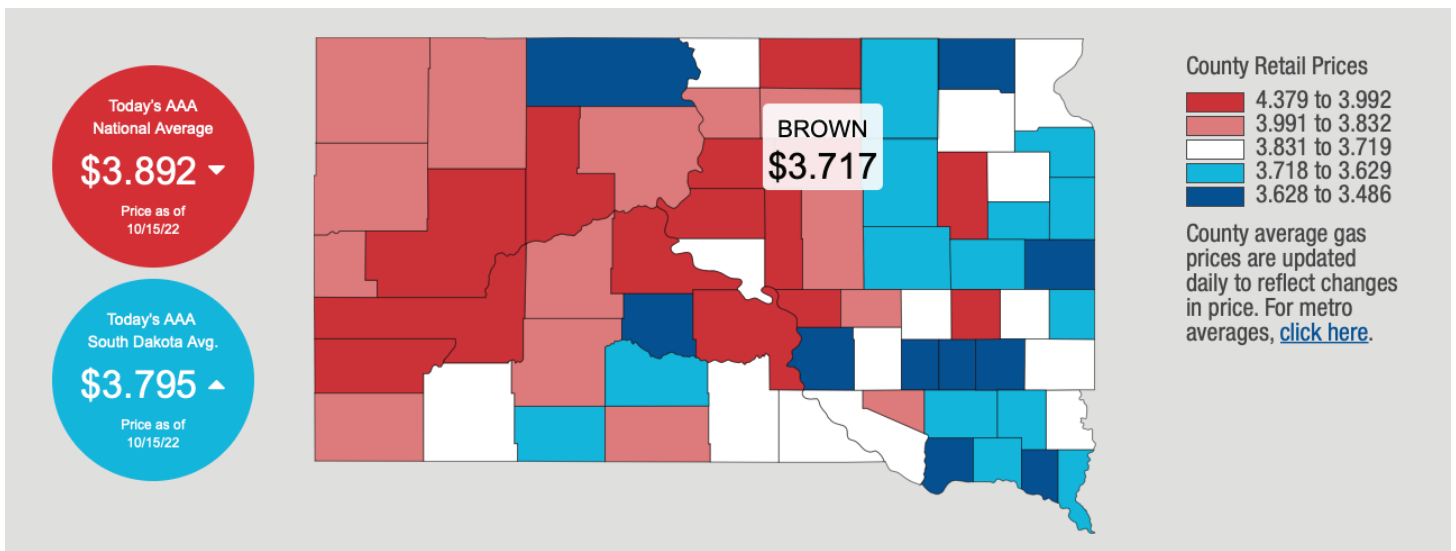 Today's AAA
National Average
$3.892
Price as of
10/15/22
Today's AAA
South Dakota Avg.
$3.795
Price as of
10/15/22
BROWN
$3.717
County Retail Prices
4.379 to 3.992
3.991 to 3.832
3.831 to 3.719
3.718 to 3.629
3.628 to 3.486
County average gas
prices are updated
daily to reflect changes
in price. For metro
averages, click here.